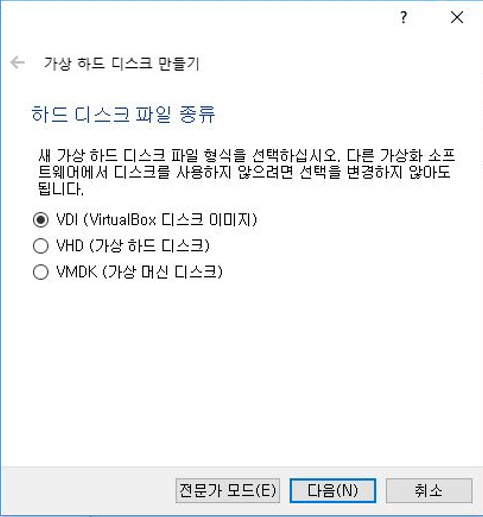 ?
가상 하드 디스크 만들기
하드 디스크 파일 종류
새 가상 하드 디스크 파일 형식을 선택하십시오. 다른 가상화 소프
트웨어에서 디스크를 사용하지 않으려면 선택을 변경하지 않아도
됩니다.
VDI (VirtualBox 디스크 이미지)
VHD (가상 하드 디스크)
VMDK (가상 머신 디스크)
전문가 모드(E) 다음(N) 취소